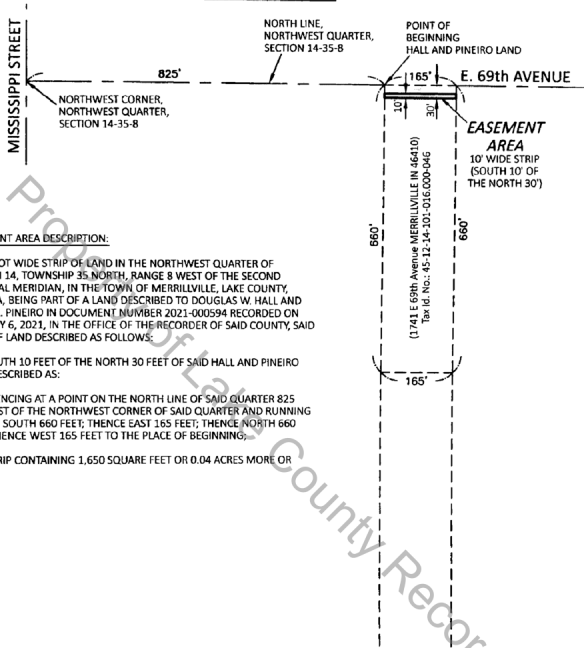 MISSISSIPPI STREET
NORTH LINE,
NORTHWEST QUARTER,
SECTION 14-35-8
POINT OF
BEGINNING
HALL AND PINEIRO LAND
825'
165'
E. 69th AVENUE
NORTHWEST CORNER,
NORTHWEST QUARTER,
SECTION 14-35-8
10'
30'
EASEMENT
AREA
10' WIDE STRIP
(SOUTH 10' OF
THE NORTH 30')
660'
(1741 E 69th Avenue MERRILLVILLE IN 46410)
Tax Id. No.: 45-12-14-101-016.000-046
660'
165'
NT AREA DESCRIPTION:
OT WIDE STRIP OF LAND IN THE NORTHWEST QUARTER OF
14, TOWNSHIP 35 NORTH, RANGE 8 WEST OF THE SECOND
AL MERIDIAN, IN THE TOWN OF MERRILLVILLE, LAKE COUNTY,
, BEING PART OF A LAND DESCRIBED TO DOUGLAS W. HALL AND
. PINEIRO IN DOCUMENT NUMBER 2021-000594 RECORDED ON
Y 6, 2021, IN THE OFFICE OF THE RECORDER OF SAID COUNTY, SAID
F LAND DESCRIBED AS FOLLOWS:
UTH 10 FEET OF THE NORTH 30 FEET OF SAID HALL AND PINEIRO
ESCRIBED AS:
NCING AT A POINT ON THE NORTH LINE OF SAID QUARTER 825
ST OF THE NORTHWEST CORNER OF SAID QUARTER AND RUNNING
SOUTH 660 FEET; THENCE EAST 165 FEET; THENCE NORTH 660
HENCE WEST 165 FEET TO THE PLACE OF BEGINNING;
RIP CONTAINING 1,650 SQUARE FEET OR 0.04 ACRES MORE OR
Property of Lake County Recor